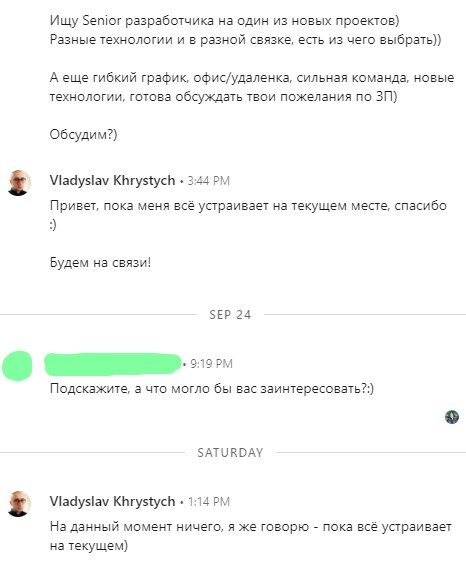 Ищу Senior разработчика на один из новых проектов)
Разные технологии и в разной связке, есть из чего выбрать))
А еще гибкий график, офис/удаленка, сильная команда, новые
технологии, готова обсуждать твои пожелания по ЗП)
Обсудим?)
Vladyslav Khrystych • 3:44 PM
Привет, пока меня всё устраивает на текущем месте, спасибо
:)
Будем на связи!
SEP 24
• 9:19 PM
Подскажите, а что могло бы вас заинтересовать?:)
SATURDAY
Vladyslav Khrystych • 1:14 PM
На данный момент ничего, я же говорю - пока всё устраивает
на текущем)